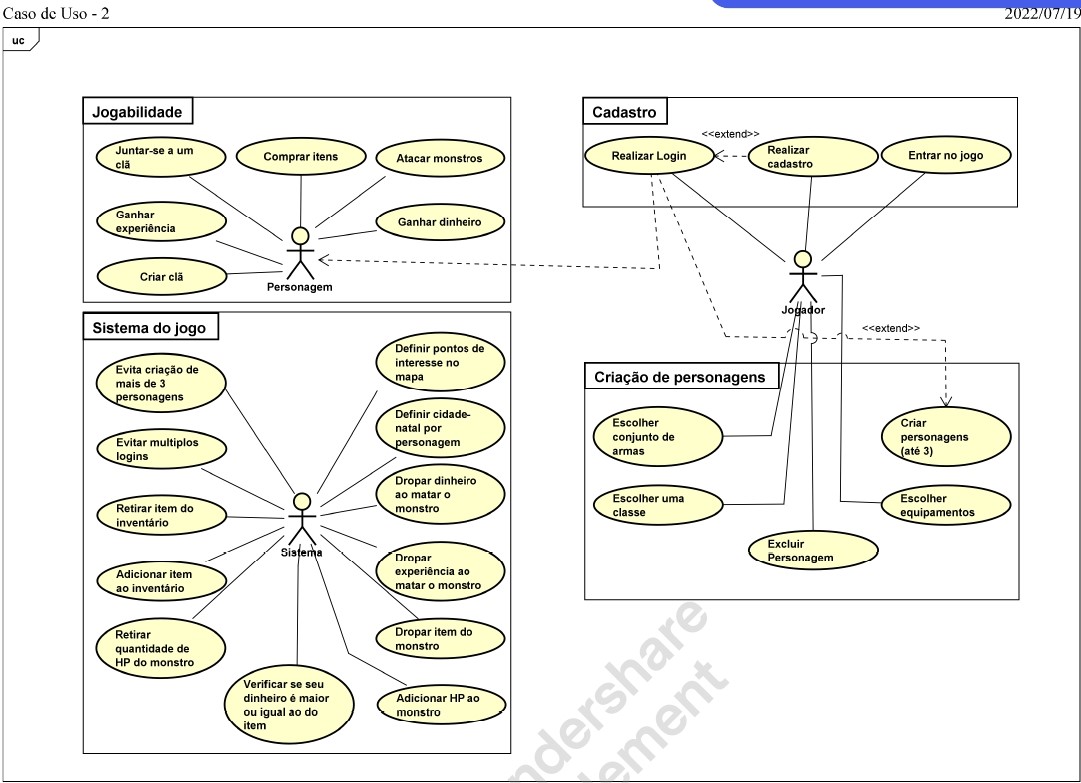 Caso de Uso - 2
2022/07/19
uc
Jogabilidade
Juntar-se a um
clã
Comprar itens
Atacar monstros
Ganhar
experiência
Ganhar dinheiro
Criar clã
Personagem
Cadastro
<<extend>>
Realizar Login
Realizar
cadastro
Entrar no jogo
Jogador
<<extend>>
Sistema do jogo
Evita criação de
mais de 3
personagens
Definir pontos de
interesse no
mapa
Definir cidade-
natal por
personagem
Evitar multiplos
logins
Dropar dinheiro
ao matar o
monstro
Retirar item do
inventário
Sistema
Dropar
experiência ao
matar o monstro
Adicionar item
ao inventário
Retirar
quantidade de
HP do monstro
Dropar item do
monstro
Verificar se seu
dinheiro é maior
ou igual ao do
item
Adicionar HP ao
monstro
Criação de personagens
Escolher
conjunto de
armas
Criar
personagens
(até 3)
Escolher uma
classe
Escolher
equipamentos
Excluir
Personagem